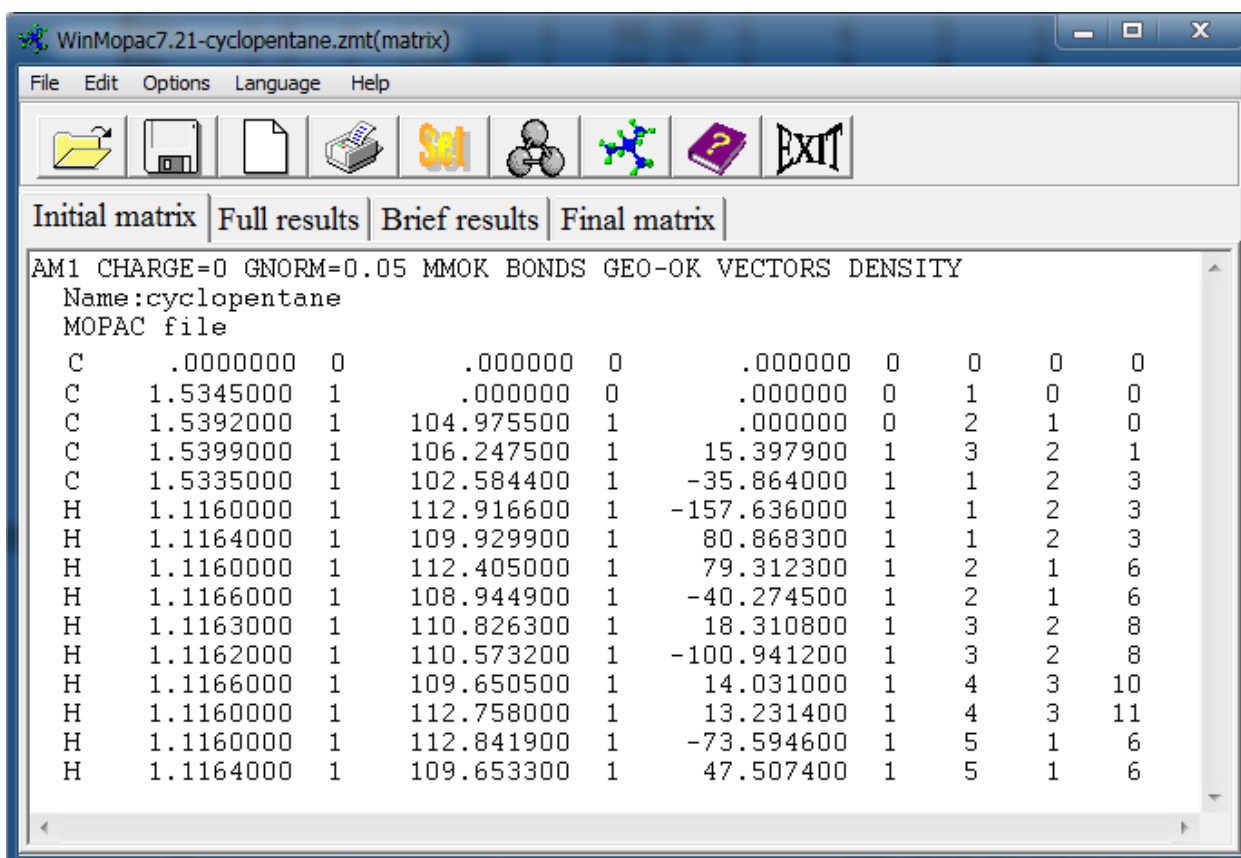 WinMopac7.21-cyclopentane.zmt(matrix)
File Edit Options Language Help
Set EXIT
Initial matrix Full results Brief results Final matrix
AM1 CHARGE=0 GNORM=0.05 MMOK BONDS GEO-OK VECTORS DENSITY
Name:cyclopentane
MOPAC file
C .0000000 0 .000000 0 .000000 0 0 0 0
C 1.5345000 1 .000000 0 .000000 0 1 0 0
C 1.5392000 1 104.975500 1 .000000 0 2 1 0
C 1.5399000 1 106.247500 1 15.397900 1 3 2 1
C 1.5335000 1 102.584400 1 -35.864000 1 1 2 3
H 1.1160000 1 112.916600 1 -157.636000 1 1 2 3
H 1.1164000 1 109.929900 1 80.868300 1 1 2 3
H 1.1160000 1 112.405000 1 79.312300 1 2 1 6
H 1.1166000 1 108.944900 1 -40.274500 1 2 1 6
H 1.1163000 1 110.826300 1 18.310800 1 3 2 8
H 1.1162000 1 110.573200 1 -100.941200 1 3 2 8
H 1.1166000 1 109.650500 1 14.031000 1 4 3 10
H 1.1160000 1 112.758000 1 13.231400 1 4 3 11
H 1.1160000 1 112.841900 1 -73.594600 1 5 1 6
H 1.1164000 1 109.653300 1 47.507400 1 5 1 6